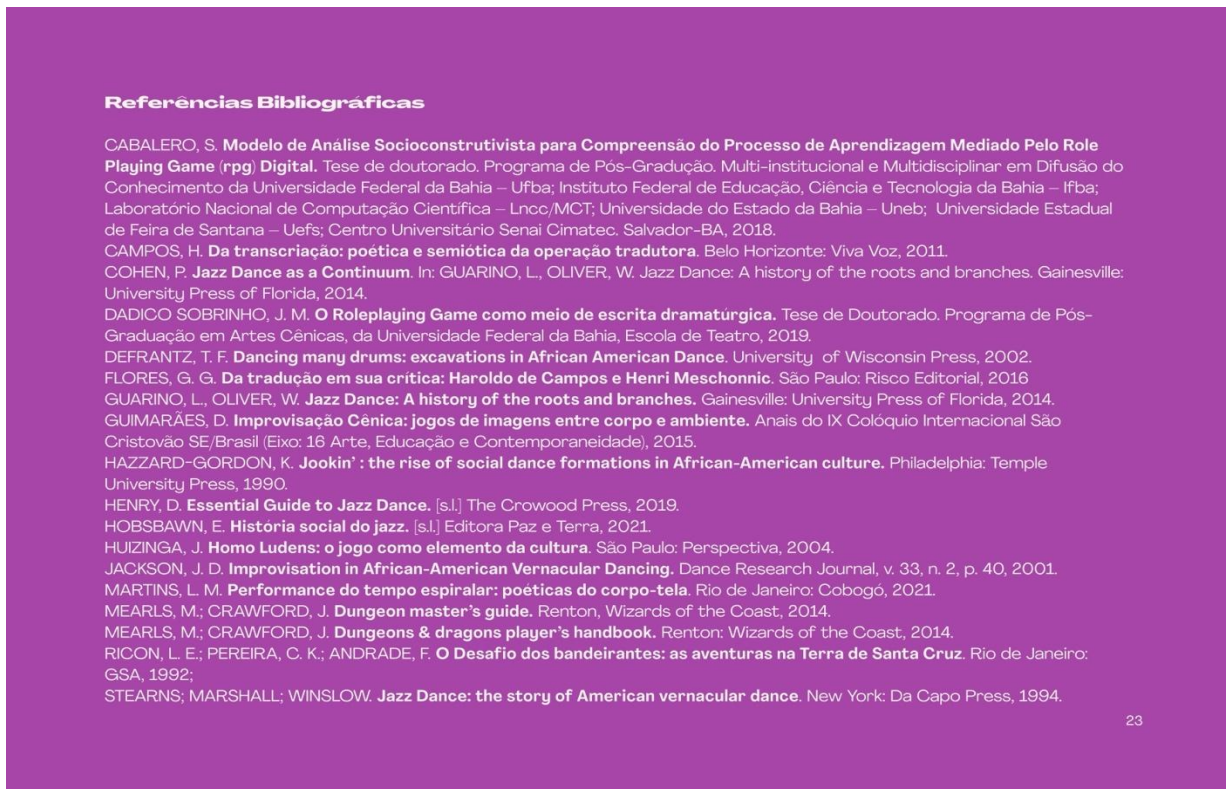 Referências Bibliográficas
CABALERO, S. Modelo de Análise Socioconstrutivista para Compreensão do Processo de Aprendizagem Mediado Pelo Role
Playing Game (rpg) Digital. Tese de doutorado. Programa de Pós-Gradução. Multi-institucional e Multidisciplinar em Difusão do
Conhecimento da Universidade Federal da Bahia – Ufba; Instituto Federal de Educação, Ciência e Tecnologia da Bahia – Ifba;
Laboratório Nacional de Computação Científica – Lncc/MCT; Universidade do Estado da Bahia – Uneb; Universidade Estadual
de Feira de Santana – Uefs; Centro Universitário Senai Cimatec. Salvador-BA, 2018.
CAMPOS, H. Da transcriação: poética e semiótica da operação tradutora. Belo Horizonte: Viva Voz, 2011.
COHEN, P. Jazz Dance as a Continuum. In: GUARINO, L., OLIVER, W. Jazz Dance: A history of the roots and branches. Gainesville:
University Press of Florida, 2014.
DADICO SOBRINHO, J. M. O Roleplaying Game como meio de escrita dramatúrgica. Tese de Doutorado. Programa de Pós-
Graduação em Artes Cênicas, da Universidade Federal da Bahia, Escola de Teatro, 2019.
DEFRANTZ, T. F. Dancing many drums: excavations in African American Dance. University of Wisconsin Press, 2002.
FLORES, G. G. Da tradução em sua crítica: Haroldo de Campos e Henri Meschonnic. São Paulo: Risco Editorial, 2016
GUARINO, L., OLIVER, W. Jazz Dance: A history of the roots and branches. Gainesville: University Press of Florida, 2014.
GUIMARÃES, D. Improvisação Cênica: jogos de imagens entre corpo e ambiente. Anais do IX Colóquio Internacional São
Cristovão SE/Brasil (Eixo: 16 Arte, Educação e Contemporaneidade), 2015.
HAZZARD-GORDON, K. Jookin’ : the rise of social dance formations in African-American culture. Philadelphia: Temple
University Press, 1990.
HENRY, D. Essential Guide to Jazz Dance. [s.l.] The Crowood Press, 2019.
HOBSBAWN, E. História social do jazz. [s.l.] Editora Paz e Terra, 2021.
HUIZINGA, J. Homo Ludens: o jogo como elemento da cultura. São Paulo: Perspectiva, 2004.
JACKSON, J. D. Improvisation in African-American Vernacular Dancing. Dance Research Journal, v. 33, n. 2, p. 40, 2001.
MARTINS, L. M. Performance do tempo espiralar: poéticas do corpo-tela. Rio de Janeiro: Cobogó, 2021.
MEARLS, M.; CRAWFORD, J. Dungeon master’s guide. Renton, Wizards of the Coast, 2014.
MEARLS, M.; CRAWFORD, J. Dungeons & dragons player’s handbook. Renton: Wizards of the Coast, 2014.
RICON, L. E.; PEREIRA, C. K.; ANDRADE, F. O Desafio dos bandeirantes: as aventuras na Terra de Santa Cruz. Rio de Janeiro:
GSA, 1992;
STEARNS; MARSHALL; WINSLOW. Jazz Dance: the story of American vernacular dance. New York: Da Capo Press, 1994.
23